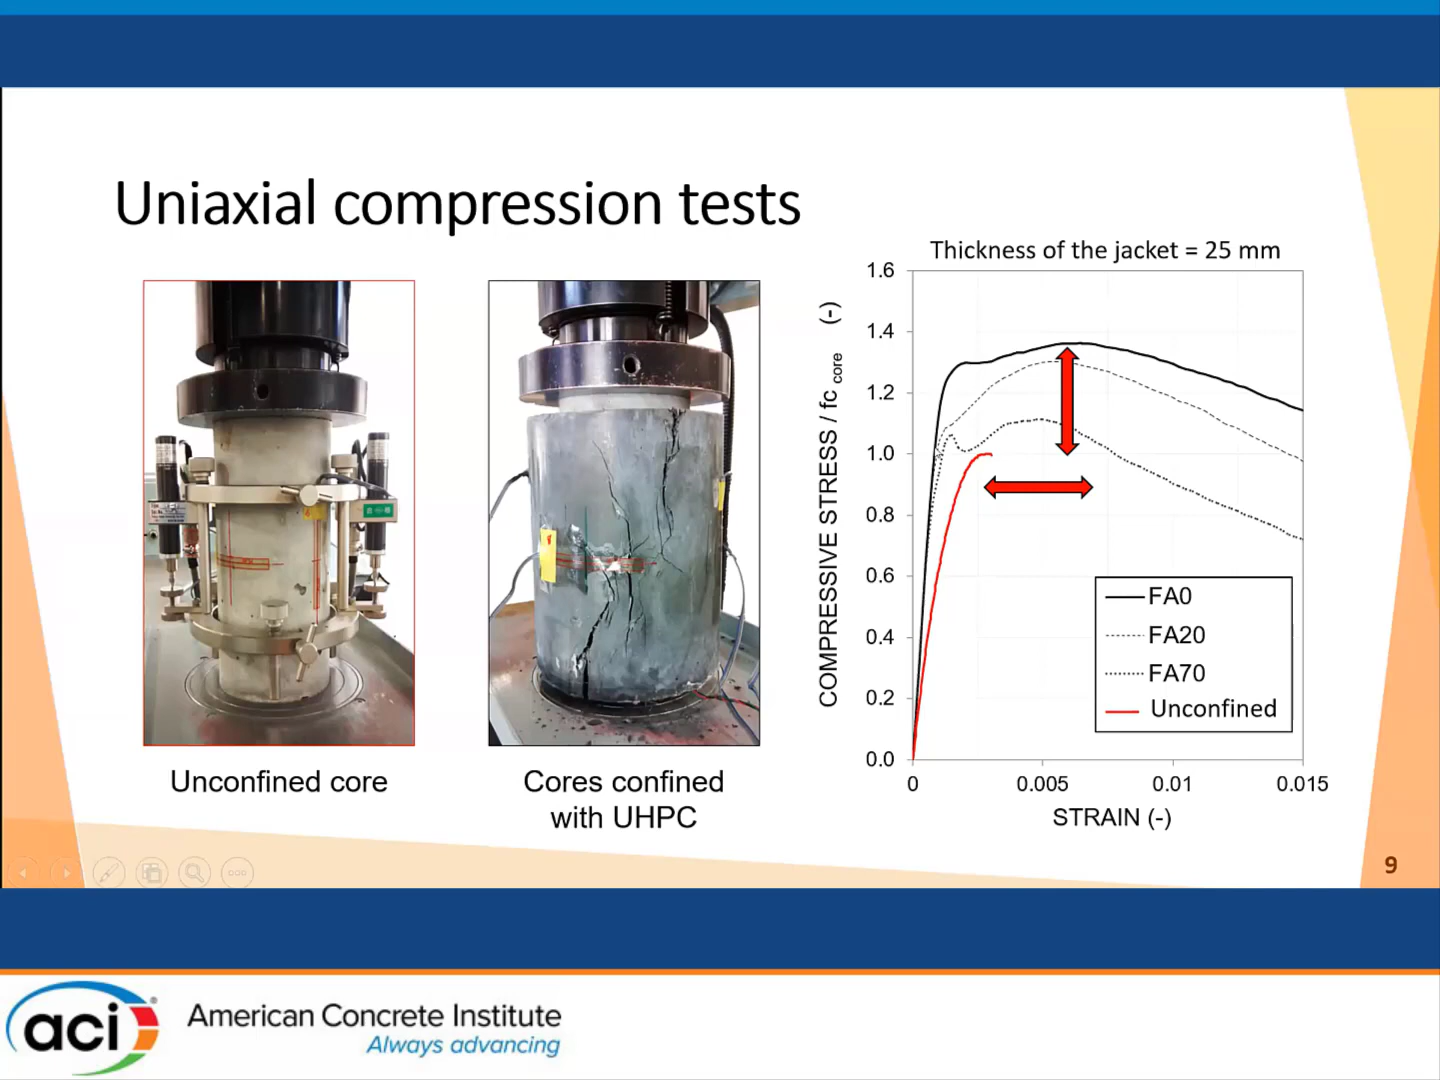 Uniaxial compression tests
Thickness of the jacket = 25 mm
1.6
1.4
1.2
1.0
0.8
0.6
0.4
0.2
0.0
COMPRESSIVE STRESS / fc core (-)
0
0.005
0.01
0.015
STRAIN (-)
FA0
FA20
FA70
Unconfined
Unconfined core
Cores confined
with UHPC
9
aci
American Concrete Institute
Always advancing